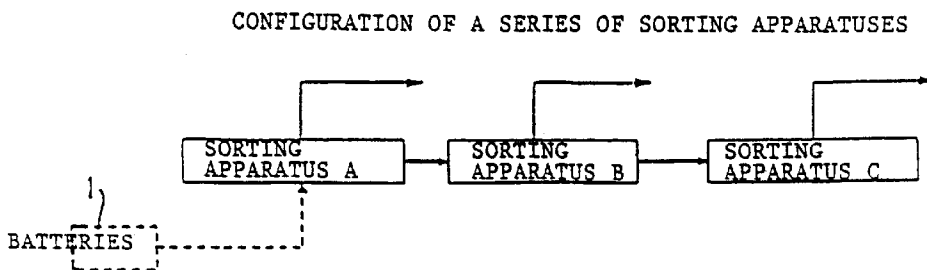 CONFIGURATION OF A SERIES OF SORTING APPARATUSES
SORTING
APPARATUS A
SORTING
APPARATUS B
SORTING
APPARATUS C
1
BATTERIES